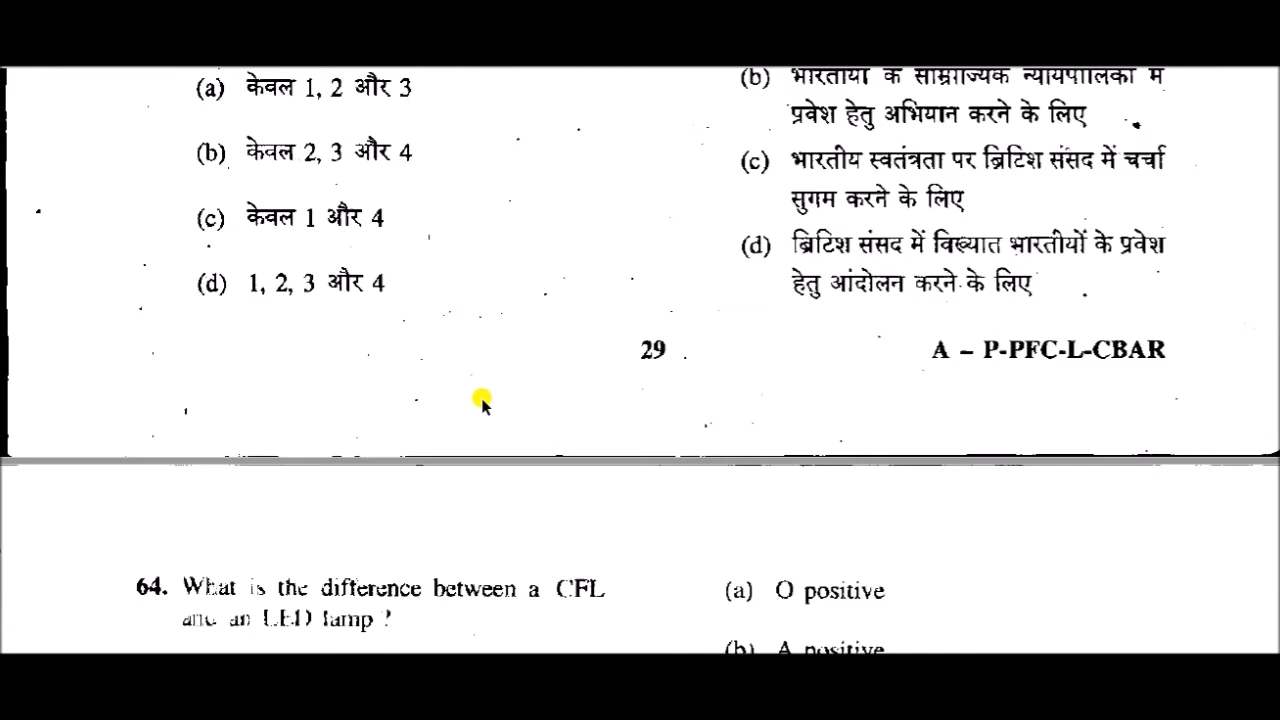 (a) केवल 1, 2 और 3
(b) केवल 2, 3 और 4
(c) केवल 1 और 4
(d) 1, 2, 3 और 4
(b) भारतीयों के साम्राज्यिक न्यायपालिका में
प्रवेश हेतु अभियान करने के लिए
(c) भारतीय स्वतंत्रता पर ब्रिटिश संसद में चर्चा
सुगम करने के लिए
(d) ब्रिटिश संसद में विख्यात भारतीयों के प्रवेश
हेतु आंदोलन करने के लिए
29
A – P-PFC-L-CBAR
64. What is the difference between a CFL
and an LED lamp ?
(a) O positive
(b) A positive